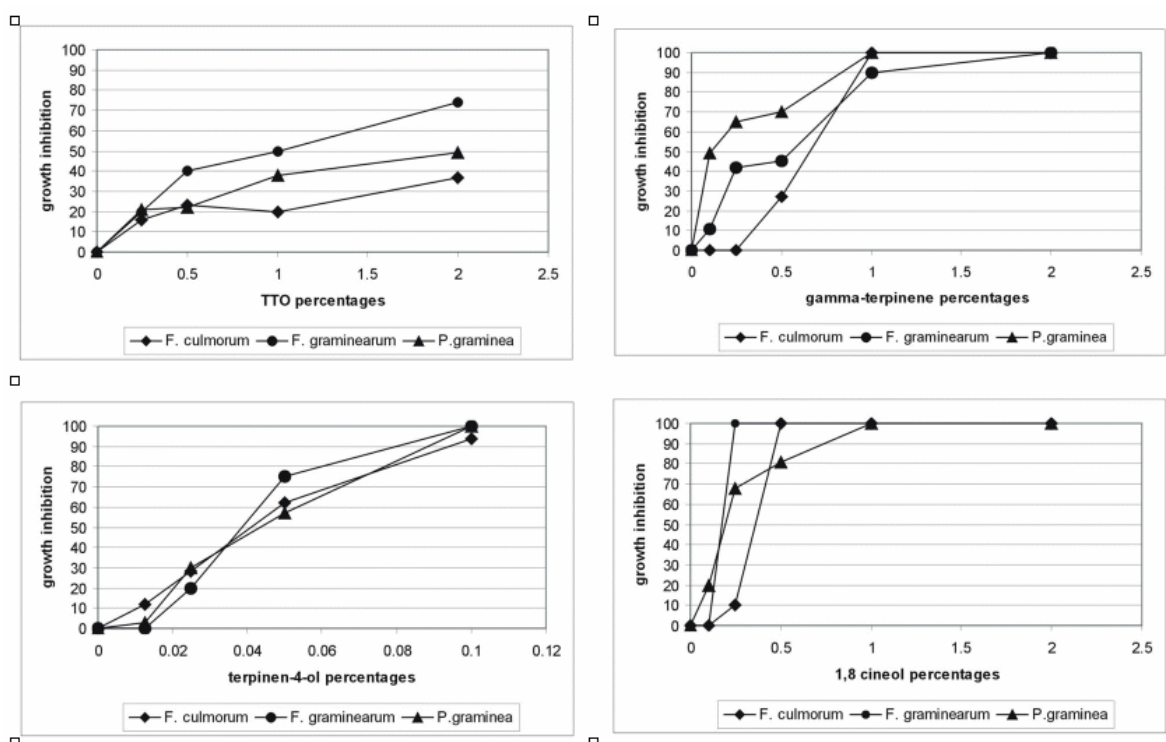 100
90
80
70
60
50
40
30
20
10
0
growth inhibition
0 0.5 1 1.5 2 2.5
TTO percentages
F. culmorum F. graminearum P.graminea
100
90
80
70
60
50
40
30
20
10
0
growth inhibition
0 0.5 1 1.5 2 2.5
gamma-terpinene percentages
F. culmorum F. graminearum P.graminea
100
90
80
70
60
50
40
30
20
10
0
growth inhibition
0 0.02 0.04 0.06 0.08 0.1 0.12
terpinen-4-ol percentages
F. culmorum F. graminearum P.graminea
100
90
80
70
60
50
40
30
20
10
0
growth inhibition
0 0.5 1 1.5 2 2.5
1,8 cineol percentages
F. culmorum F. graminearum P.graminea